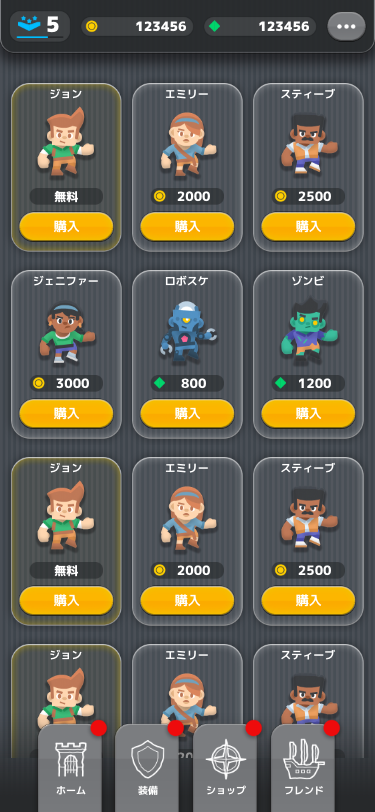 5 123456 123456
ジョン エミリー スティーブ
無料 2000 2500
購入 購入 購入
ジェニファー ロボスケ ゾンビ
3000 800 1200
購入 購入 購入
ジョン エミリー スティーブ
無料 2000 2500
購入 購入 購入
ジョン エミリー スティーブ
ホーム 装備 ショップ フレンド